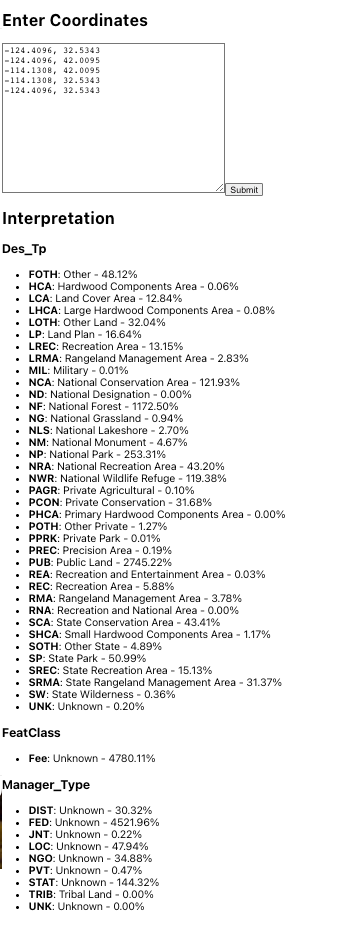 Enter Coordinates
-124.4096, 32.5343
-124.4096, 42.0095
-114.1308, 42.0095
-114.1308, 32.5343
-124.4096, 32.5343
Submit
Interpretation
Des_Tp
• FOTH: Other - 48.12%
• HCA: Hardwood Components Area - 0.06%
• LCA: Land Cover Area - 12.84%
• LHCA: Large Hardwood Components Area - 0.08%
• LOTH: Other Land - 32.04%
• LP: Land Plan - 16.64%
• LREC: Recreation Area - 13.15%
• LRMA: Rangeland Management Area - 2.83%
• MIL: Military - 0.01%
• NCA: National Conservation Area - 121.93%
• ND: National Designation - 0.00%
• NF: National Forest - 1172.50%
• NG: National Grassland - 0.94%
• NLS: National Lakeshore - 2.70%
• NM: National Monument - 4.67%
• NP: National Park - 253.31%
• NRA: National Recreation Area - 43.20%
• NWR: National Wildlife Refuge - 119.38%
• PAGR: Private Agricultural - 0.10%
• PCON: Private Conservation - 31.68%
• PHCA: Primary Hardwood Components Area - 0.00%
• POTH: Other Private - 1.27%
• PPRK: Private Park - 0.01%
• PREC: Precision Area - 0.19%
• PUB: Public Land - 2745.22%
• REA: Recreation and Entertainment Area - 0.03%
• REC: Recreation Area - 5.88%
• RMA: Rangeland Management Area - 3.78%
• RNA: Recreation and National Area - 0.00%
• SCA: State Conservation Area - 43.41%
• SHCA: Small Hardwood Components Area - 1.17%
• SOTH: Other State - 4.89%
• SP: State Park - 50.99%
• SREC: State Recreation Area - 15.13%
• SRMA: State Rangeland Management Area - 31.37%
• SW: State Wilderness - 0.36%
• UNK: Unknown - 0.20%
FeatClass
• Fee: Unknown - 4780.11%
Manager_Type
• DIST: Unknown - 30.32%
• FED: Unknown - 4521.96%
• JNT: Unknown - 0.22%
• LOC: Unknown - 47.94%
• NGO: Unknown - 34.88%
• PVT: Unknown - 0.47%
• STAT: Unknown - 144.32%
• TRIB: Tribal Land - 0.00%
• UNK: Unknown - 0.00%